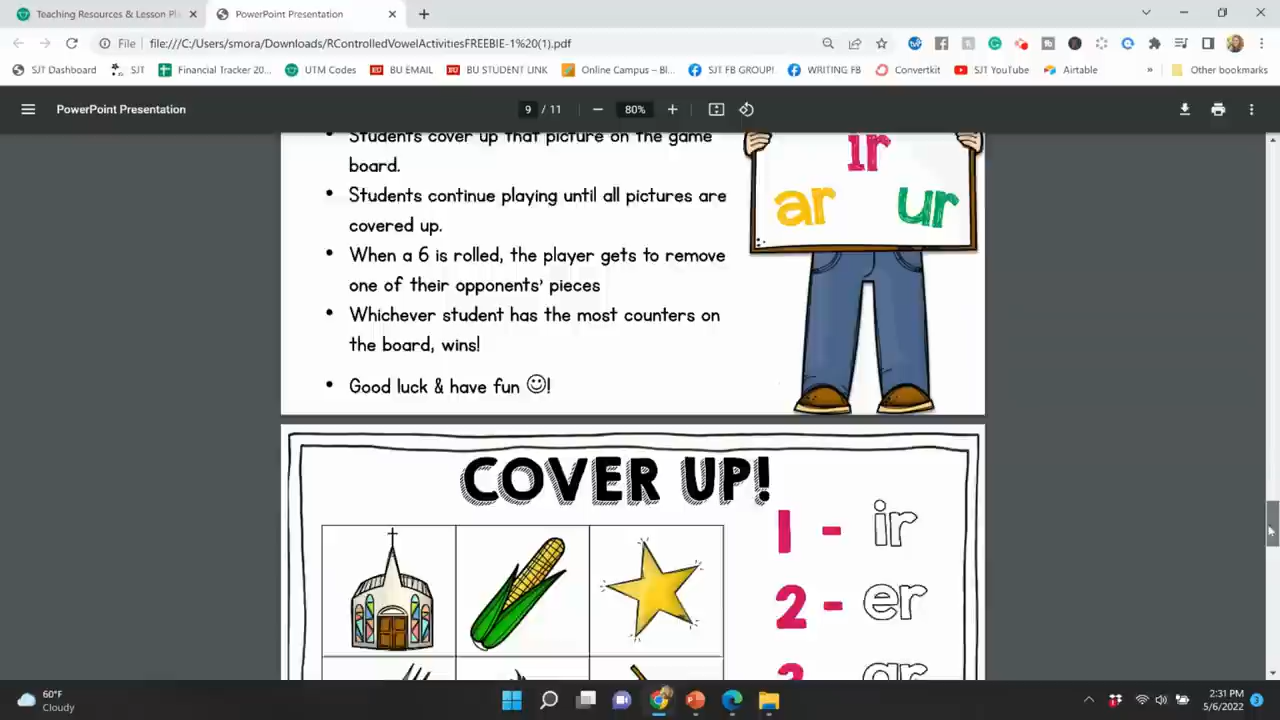 Teaching Resources & Lesson Pl
PowerPoint Presentation
File
file:///C:/Users/smora/Downloads/RControlledVowelActivitiesFREEBIE-1%20(1).pdf
SJT Dashboard
SJT
Financial Tracker 20...
UTM Codes
BU EMAIL
BU STUDENT LINK
Online Campus – Bl...
SJT FB GROUP!
WRITING FB
Convertkit
SJT YouTube
Airtable
»
Other bookmarks
PowerPoint Presentation
9 / 11
80%
• Students cover up that picture on the game
board.
• Students continue playing until all pictures are
covered up.
• When a 6 is rolled, the player gets to remove
one of their opponents' pieces
• Whichever student has the most counters on
the board, wins!
• Good luck & have fun ☺!
ir
ar ur
COVER UP!
1 - ir
2 - er
3 - ar
60°F
Cloudy
2:31 PM
5/6/2022
3